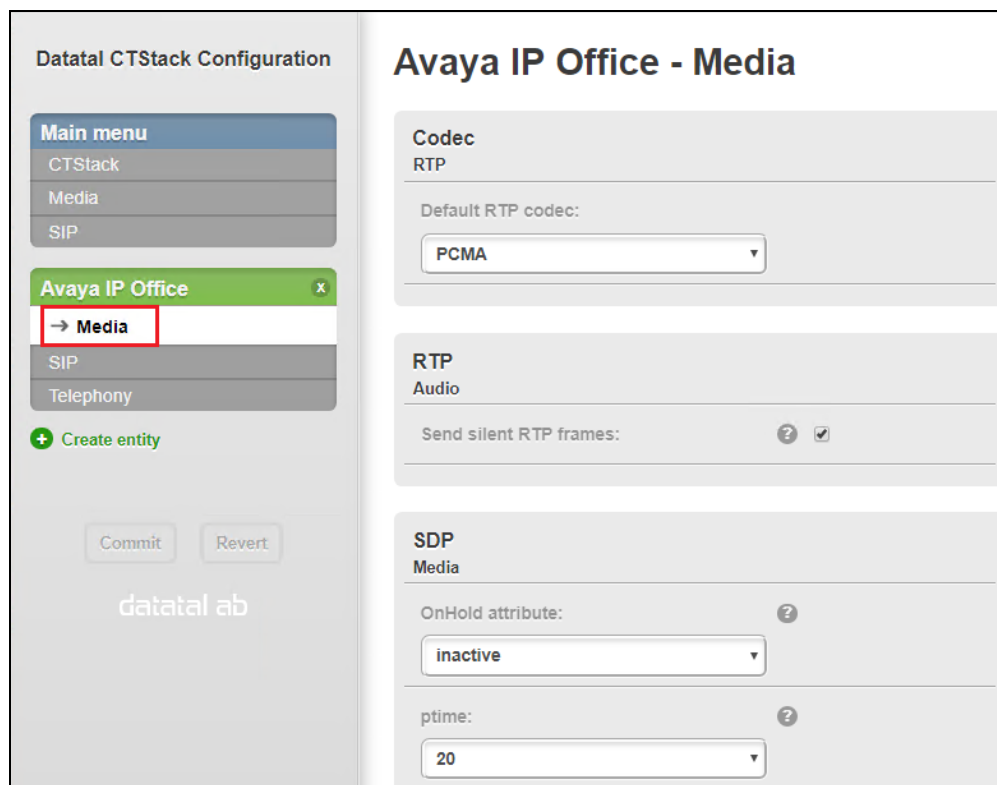 Datatal CTStack Configuration
Main menu
CTStack
Media
SIP
Avaya IP Office
x
→ Media
SIP
Telephony
+ Create entity
Commit
Revert
datatal ab
Avaya IP Office - Media
Codec
RTP
Default RTP codec:
PCMA
RTP
Audio
Send silent RTP frames: ?
SDP
Media
OnHold attribute: ?
inactive
ptime: ?
20